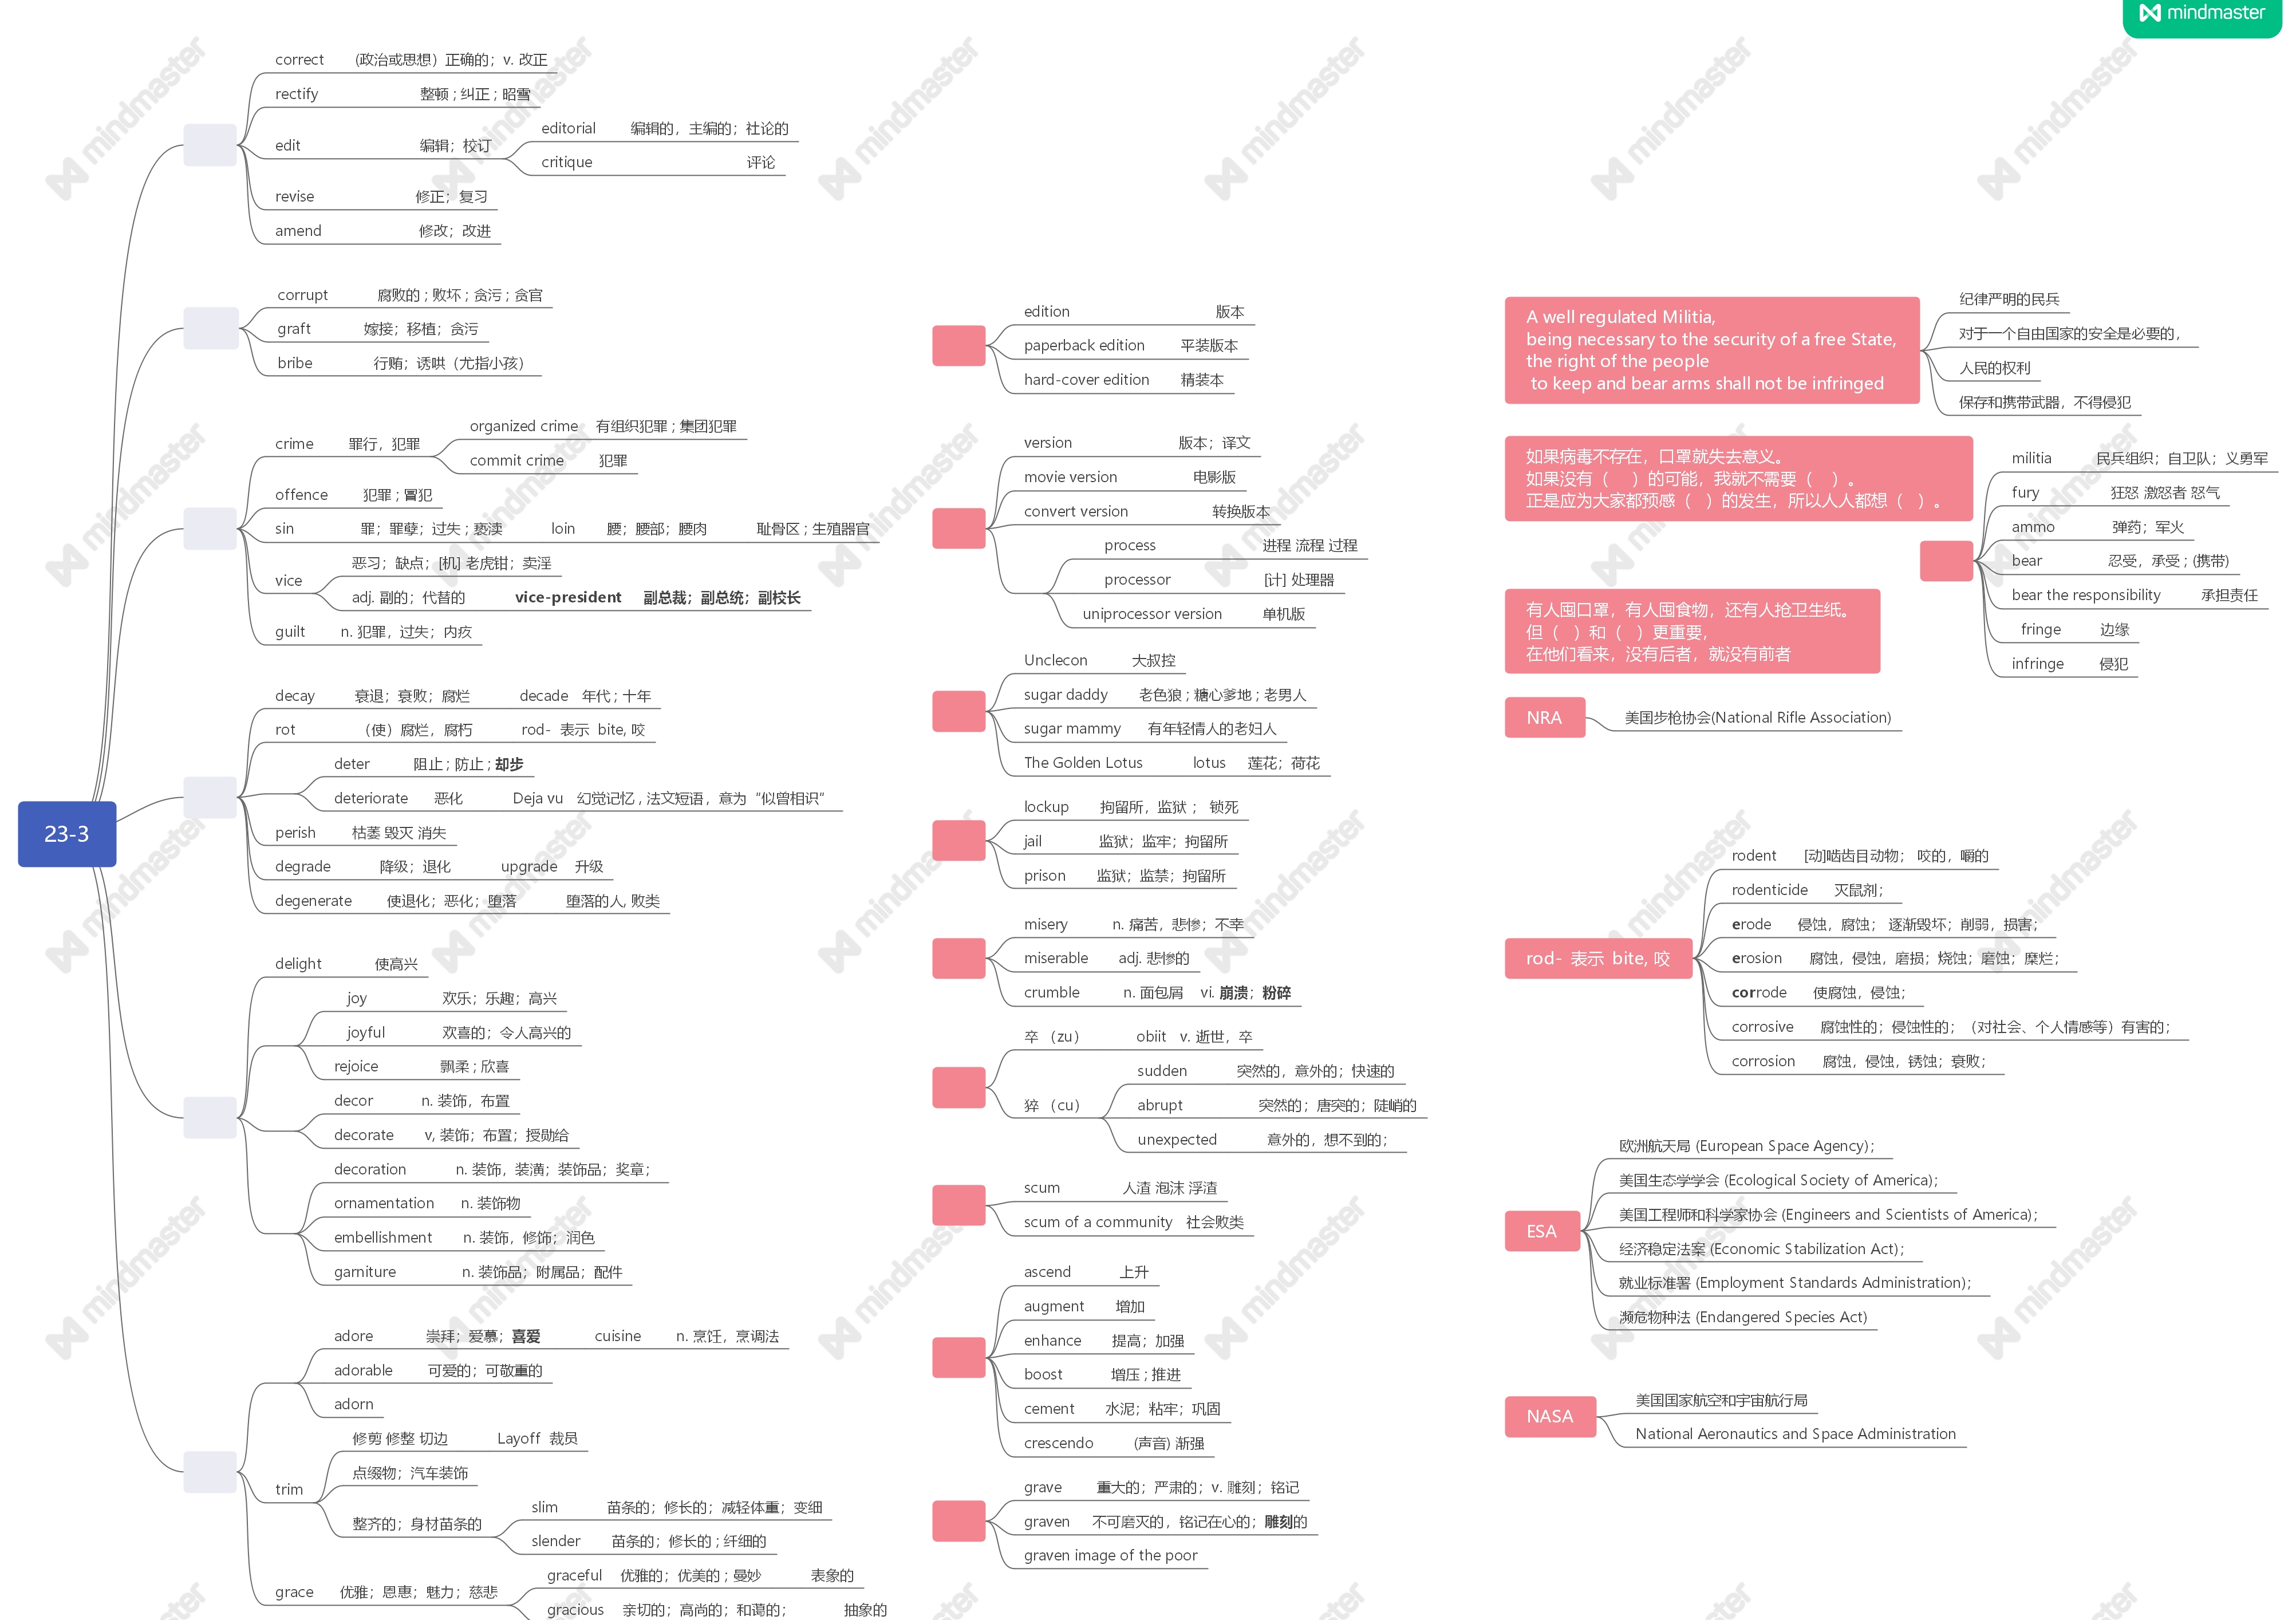 mindmaster
23-3
correct (政治或思想）正确的；v. 改正
rectify 整顿 ; 纠正 ; 昭雪
edit 编辑；校订
editorial 编辑的，主编的；社论的
critique 评论
revise 修正；复习
amend 修改；改进
corrupt 腐败的 ; 败坏 ; 贪污 ; 贪官
graft 嫁接；移植；贪污
bribe 行贿；诱哄（尤指小孩）
crime 罪行，犯罪
organized crime 有组织犯罪 ; 集团犯罪
commit crime 犯罪
offence 犯罪 ; 冒犯
sin 罪；罪孽；过失 ; 亵渎 loin 腰；腰部；腰肉 耻骨区 ; 生殖器官
vice
恶习；缺点；[机] 老虎钳；卖淫
adj. 副的；代替的 vice-president 副总裁；副总统；副校长
guilt n. 犯罪，过失；内疚
decay 衰退；衰败；腐烂 decade 年代 ; 十年
rot （使）腐烂，腐朽 rod- 表示 bite, 咬
deter 阻止 ; 防止 ; 却步
deteriorate 恶化 Deja vu 幻觉记忆 , 法文短语，意为“似曾相识”
perish 枯萎 毁灭 消失
degrade 降级；退化 upgrade 升级
degenerate 使退化；恶化；堕落 堕落的人, 败类
delight 使高兴
joy 欢乐；乐趣；高兴
joyful 欢喜的；令人高兴的
rejoice 飘柔 ; 欣喜
decor n. 装饰，布置
decorate v, 装饰；布置；授勋给
decoration n. 装饰，装潢；装饰品；奖章；
ornamentation n. 装饰物
embellishment n. 装饰，修饰；润色
garniture n. 装饰品；附属品；配件
adore 崇拜；爱慕；喜爱 cuisine n. 烹饪，烹调法
adorable 可爱的；可敬重的
adorn
trim
修剪 修整 切边 Layoff 裁员
点缀物；汽车装饰
整齐的；身材苗条的
slim 苗条的；修长的；减轻体重；变细
slender 苗条的；修长的 ; 纤细的
grace 优雅；恩惠；魅力；慈悲
graceful 优雅的；优美的 ; 曼妙 表象的
gracious 亲切的；高尚的；和蔼的； 抽象的
edition 版本
paperback edition 平装版本
hard-cover edition 精装本
version 版本；译文
movie version 电影版
convert version 转换版本
process 进程 流程 过程
processor [计] 处理器
uniprocessor version 单机版
Unclecon 大叔控
sugar daddy 老色狼 ; 糖心爹地 ; 老男人
sugar mammy 有年轻情人的老妇人
The Golden Lotus lotus 莲花；荷花
lockup 拘留所，监狱 ； 锁死
jail 监狱；监牢；拘留所
prison 监狱；监禁；拘留所
misery n. 痛苦，悲惨；不幸
miserable adj. 悲惨的
crumble n. 面包屑 vi. 崩溃；粉碎
卒 （zu） obiit v. 逝世，卒
猝 （cu）
sudden 突然的，意外的；快速的
abrupt 突然的；唐突的；陡峭的
unexpected 意外的，想不到的；
scum 人渣 泡沫 浮渣
scum of a community 社会败类
ascend 上升
augment 增加
enhance 提高；加强
boost 增压 ; 推进
cement 水泥；粘牢；巩固
crescendo (声音) 渐强
grave 重大的；严肃的；v. 雕刻；铭记
graven 不可磨灭的，铭记在心的；雕刻的
graven image of the poor
A well regulated Militia,
being necessary to the security of a free State,
the right of the people
to keep and bear arms shall not be infringed
纪律严明的民兵
对于一个自由国家的安全是必要的，
人民的权利
保存和携带武器，不得侵犯
如果病毒不存在，口罩就失去意义。
如果没有（ ）的可能，我就不需要（ ）。
正是应为大家都预感（ ）的发生，所以人人都想（ ）。
有人囤口罩，有人囤食物，还有人抢卫生纸。
但（ ）和（ ）更重要，
在他们看来，没有后者，就没有前者
militia 民兵组织；自卫队；义勇军
fury 狂怒 激怒者 怒气
ammo 弹药；军火
bear 忍受，承受 ; (携带)
bear the responsibility 承担责任
fringe 边缘
infringe 侵犯
NRA 美国步枪协会(National Rifle Association)
rod- 表示 bite, 咬
rodent [动]啮齿目动物； 咬的，嚼的
rodenticide 灭鼠剂；
erode 侵蚀，腐蚀； 逐渐毁坏；削弱，损害；
erosion 腐蚀，侵蚀，磨损；烧蚀；磨蚀；糜烂；
corrode 使腐蚀，侵蚀；
corrosive 腐蚀性的；侵蚀性的；（对社会、个人情感等）有害的；
corrosion 腐蚀，侵蚀，锈蚀；衰败；
ESA
欧洲航天局 (European Space Agency)；
美国生态学学会 (Ecological Society of America)；
美国工程师和科学家协会 (Engineers and Scientists of America)；
经济稳定法案 (Economic Stabilization Act)；
就业标准署 (Employment Standards Administration)；
濒危物种法 (Endangered Species Act)
NASA
美国国家航空和宇宙航行局
National Aeronautics and Space Administration